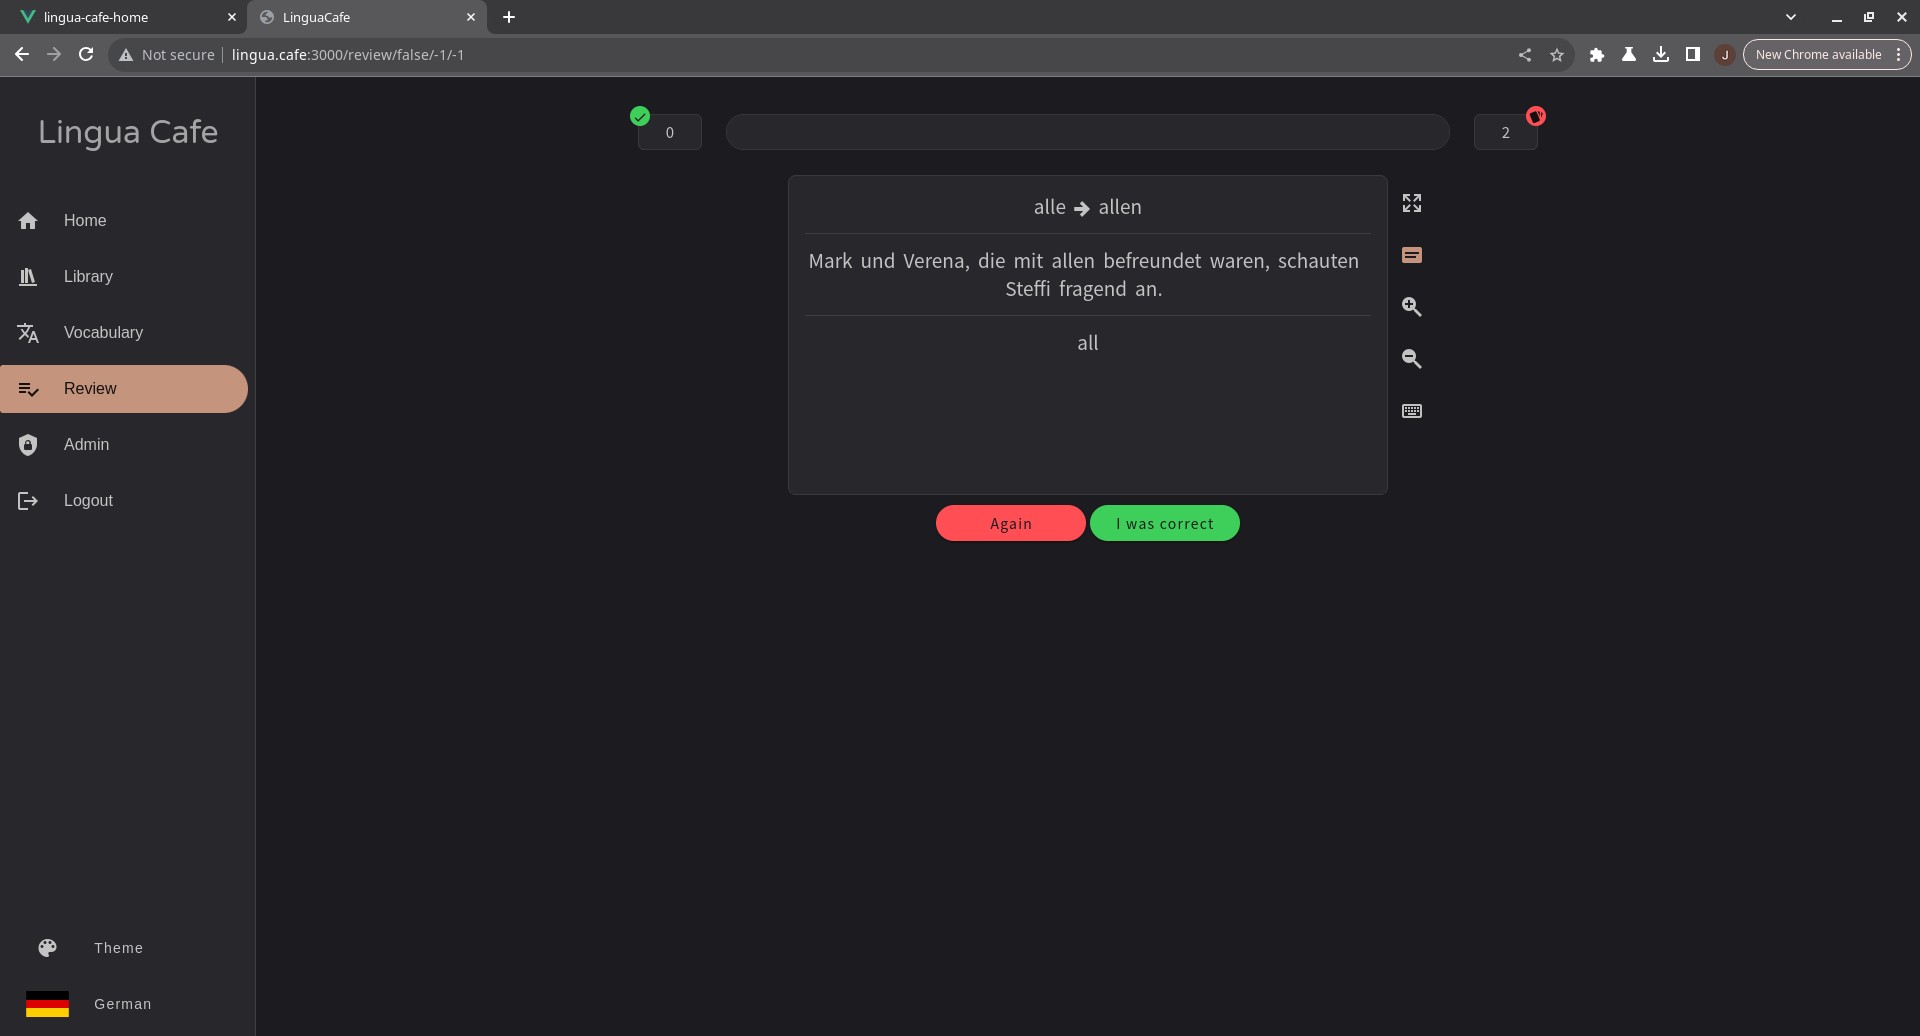 lingua-cafe-home
LinguaCafe
Not secure
lingua.cafe:3000/review/false/-1/-1
J
New Chrome available
Lingua Cafe
Home
Library
Vocabulary
Review
Admin
Logout
Theme
German
0
2
alle → allen
Mark und Verena, die mit allen befreundet waren, schauten
Steffi fragend an.
all
Again
I was correct